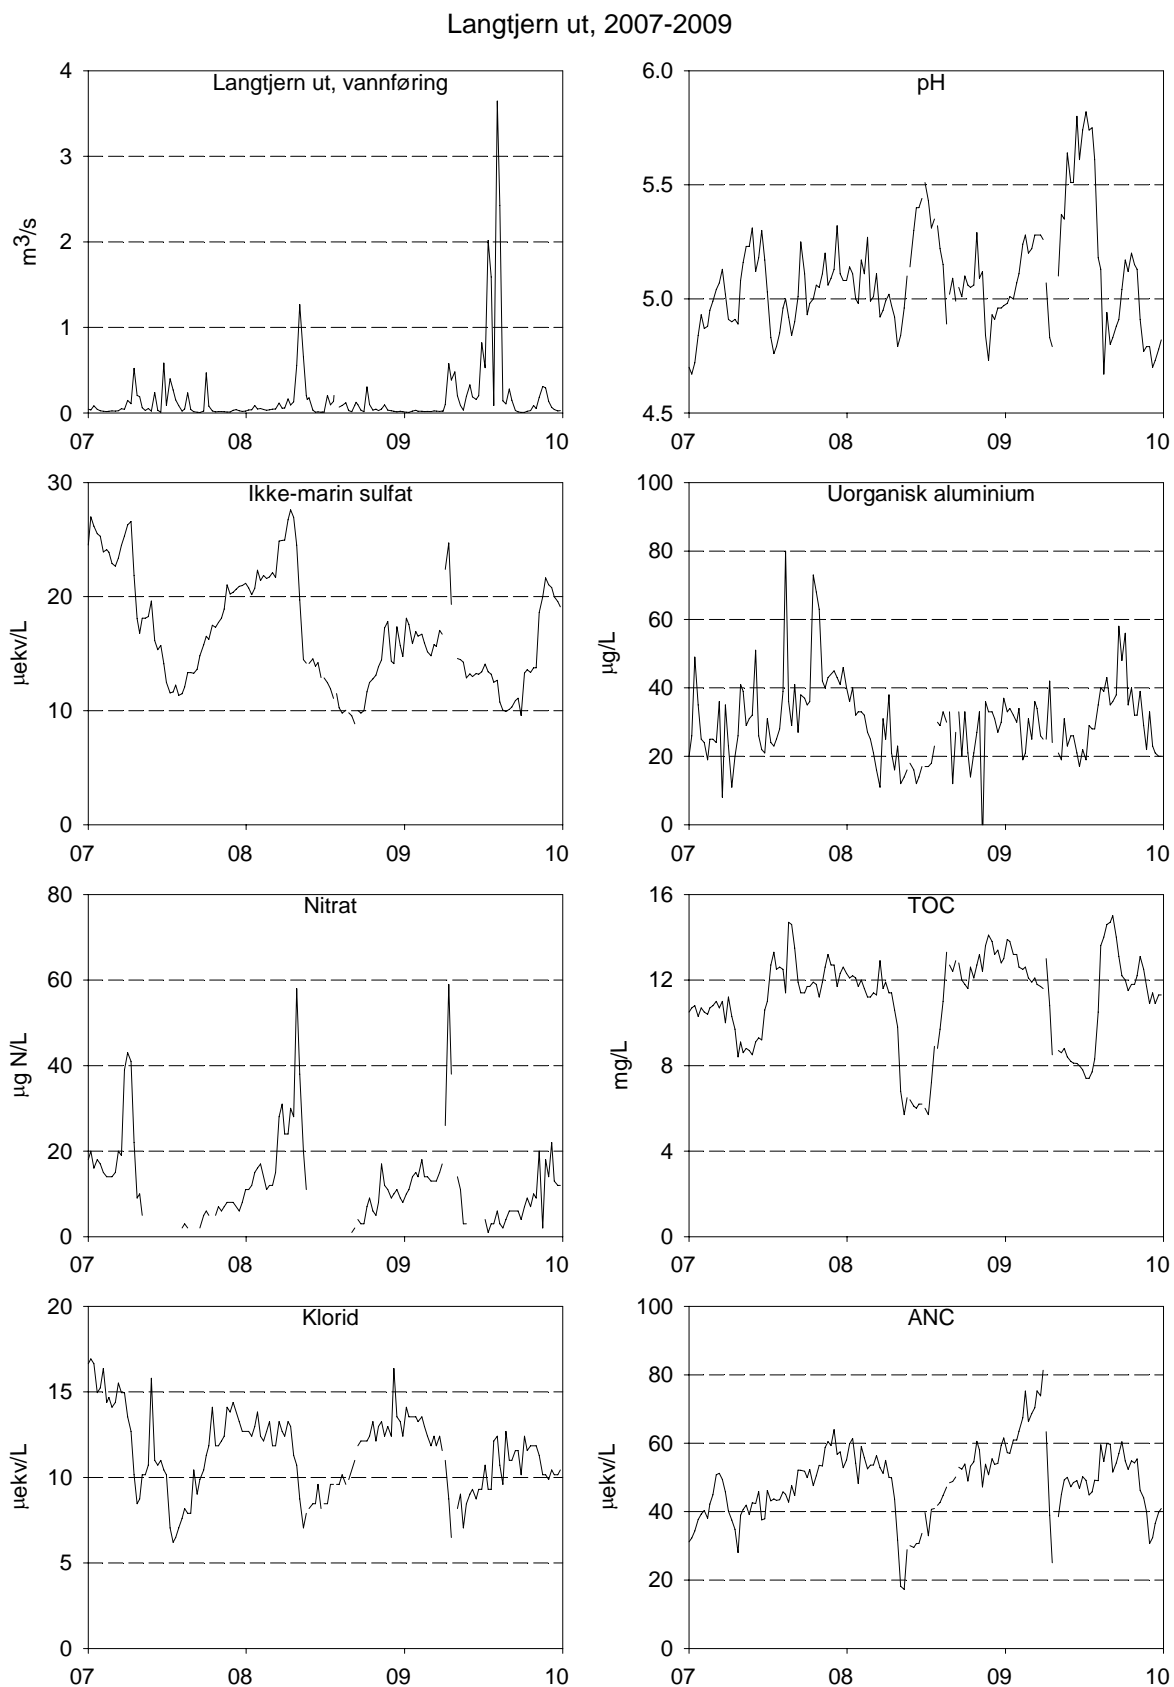 Langtjern ut, 2007-2009
Langtjern ut, vannføring
m3/s
4
3
2
1
0
07 08 09 10
pH
6.0
5.5
5.0
4.5
07 08 09 10
Ikke-marin sulfat
µekv/L
30
20
10
0
07 08 09 10
Uorganisk aluminium
µg/L
100
80
60
40
20
0
07 08 09 10
Nitrat
µg N/L
80
60
40
20
0
07 08 09 10
TOC
mg/L
16
12
8
4
0
07 08 09 10
Klorid
µekv/L
20
15
10
5
0
07 08 09 10
ANC
µekv/L
100
80
60
40
20
0
07 08 09 10